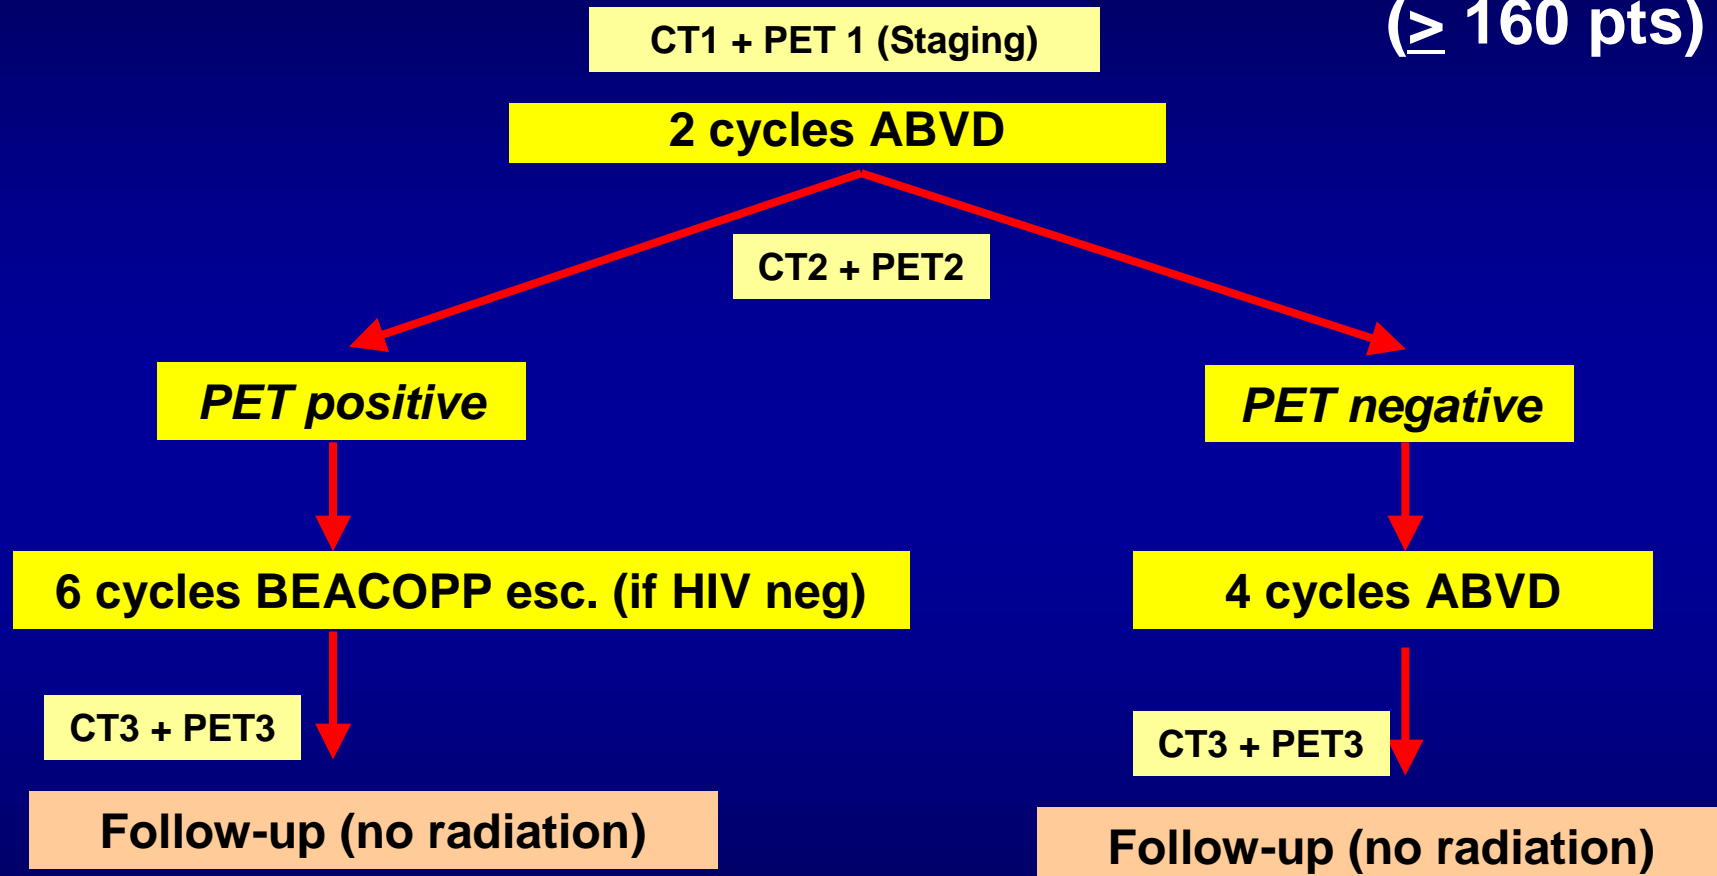 (≥ 160 pts)
CT1 + PET 1 (Staging)
2 cycles ABVD
CT2 + PET2
PET positive
PET negative
6 cycles BEACOPP esc. (if HIV neg)
4 cycles ABVD
CT3 + PET3
CT3 + PET3
Follow-up (no radiation)
Follow-up (no radiation)